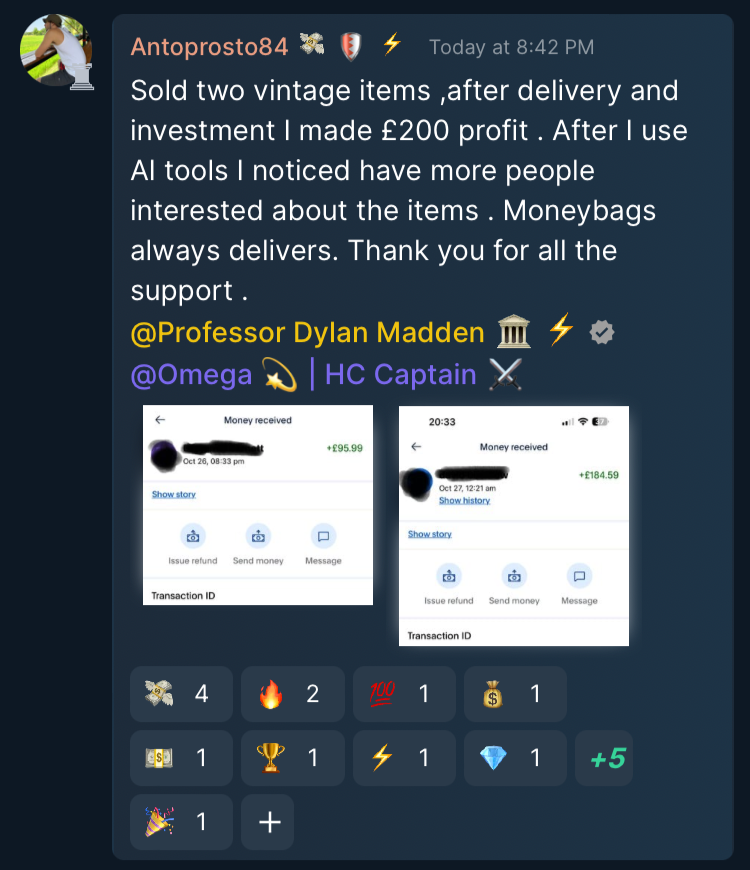 Antoprosto84 Today at 8:42 PM
Sold two vintage items ,after delivery and
investment I made £200 profit . After I use
AI tools I noticed have more people
interested about the items . Moneybags
always delivers. Thank you for all the
support .
@Professor Dylan Madden
@Omega | HC Captain
Money received
+£95.99
Oct 26, 08:33 pm
Show story
Issue refund Send money Message
Transaction ID
20:33
Money received
+£184.59
Oct 27, 12:21 am
Show history
Show story
Issue refund Send money Message
Transaction ID
4 2 100 1 1
1 1 1 1 +5
1 +